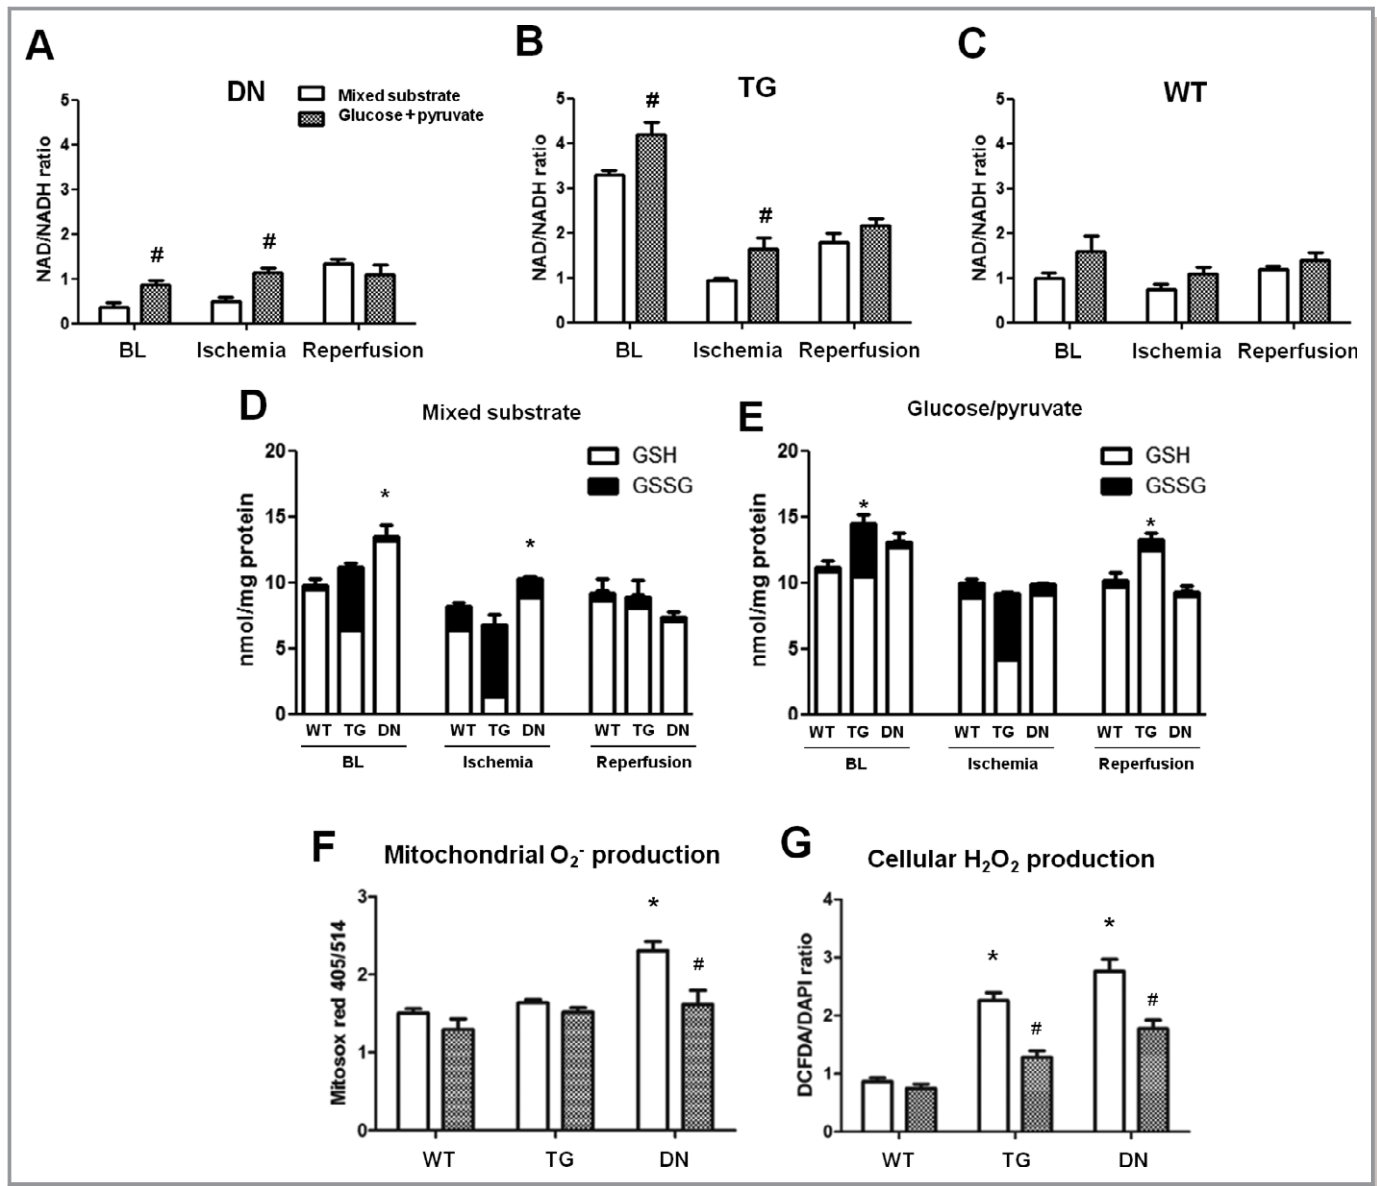 A
B
C
DN
TG
WT
Mixed substrate
Glucose + pyruvate
NAD/NADH ratio
5
4
3
2
1
0
#
#
BL
Ischemia
Reperfusion
NAD/NADH ratio
5
4
3
2
1
0
#
#
BL
Ischemia
Reperfusion
NAD/NADH ratio
5
4
3
2
1
0
BL
Ischemia
Reperfusion
D
Mixed substrate
GSH
GSSG
nmol/mg protein
20
15
10
5
0
*
*
WT TG DN WT TG DN WT TG DN
BL Ischemia Reperfusion
E
Glucose/pyruvate
GSH
GSSG
nmol/mg protein
20
15
10
5
0
*
*
WT TG DN WT TG DN WT TG DN
BL Ischemia Reperfusion
F
Mitochondrial O₂⁻ production
Mitosox red 405/514
3
2
1
0
*
#
WT TG DN
G
Cellular H₂O₂ production
DCFDA/DAPI ratio
4
3
2
1
0
*
#
*
#
WT TG DN